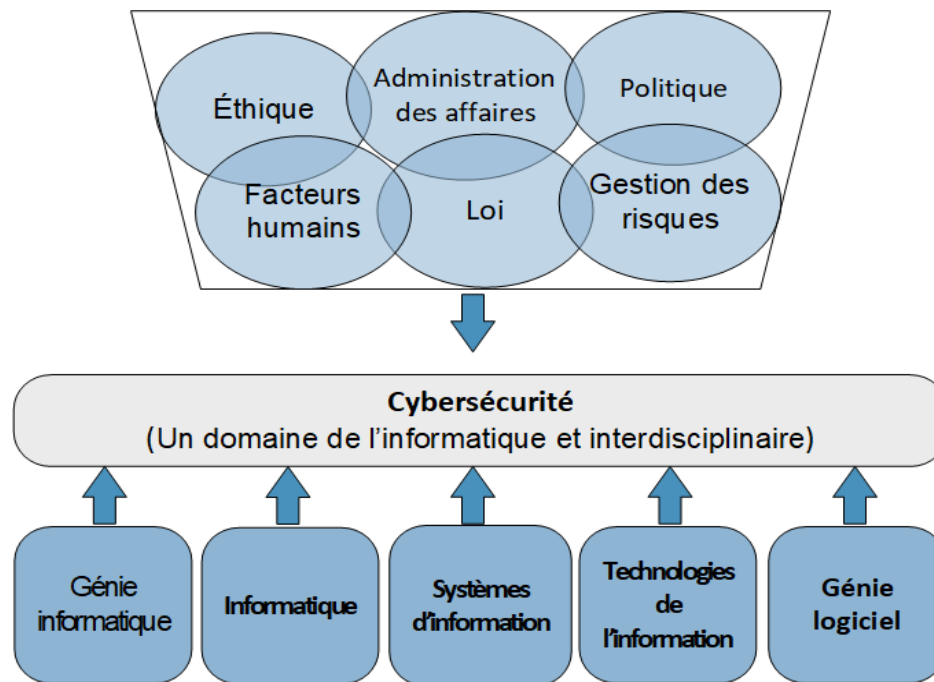 Éthique
Administration
des affaires
Politique
Facteurs
humains
Loi
Gestion des
risques
Cybersécurité
(Un domaine de l’informatique et interdisciplinaire)
Génie
informatique
Informatique
Systèmes
d’information
Technologies
de
l’information
Génie
logiciel